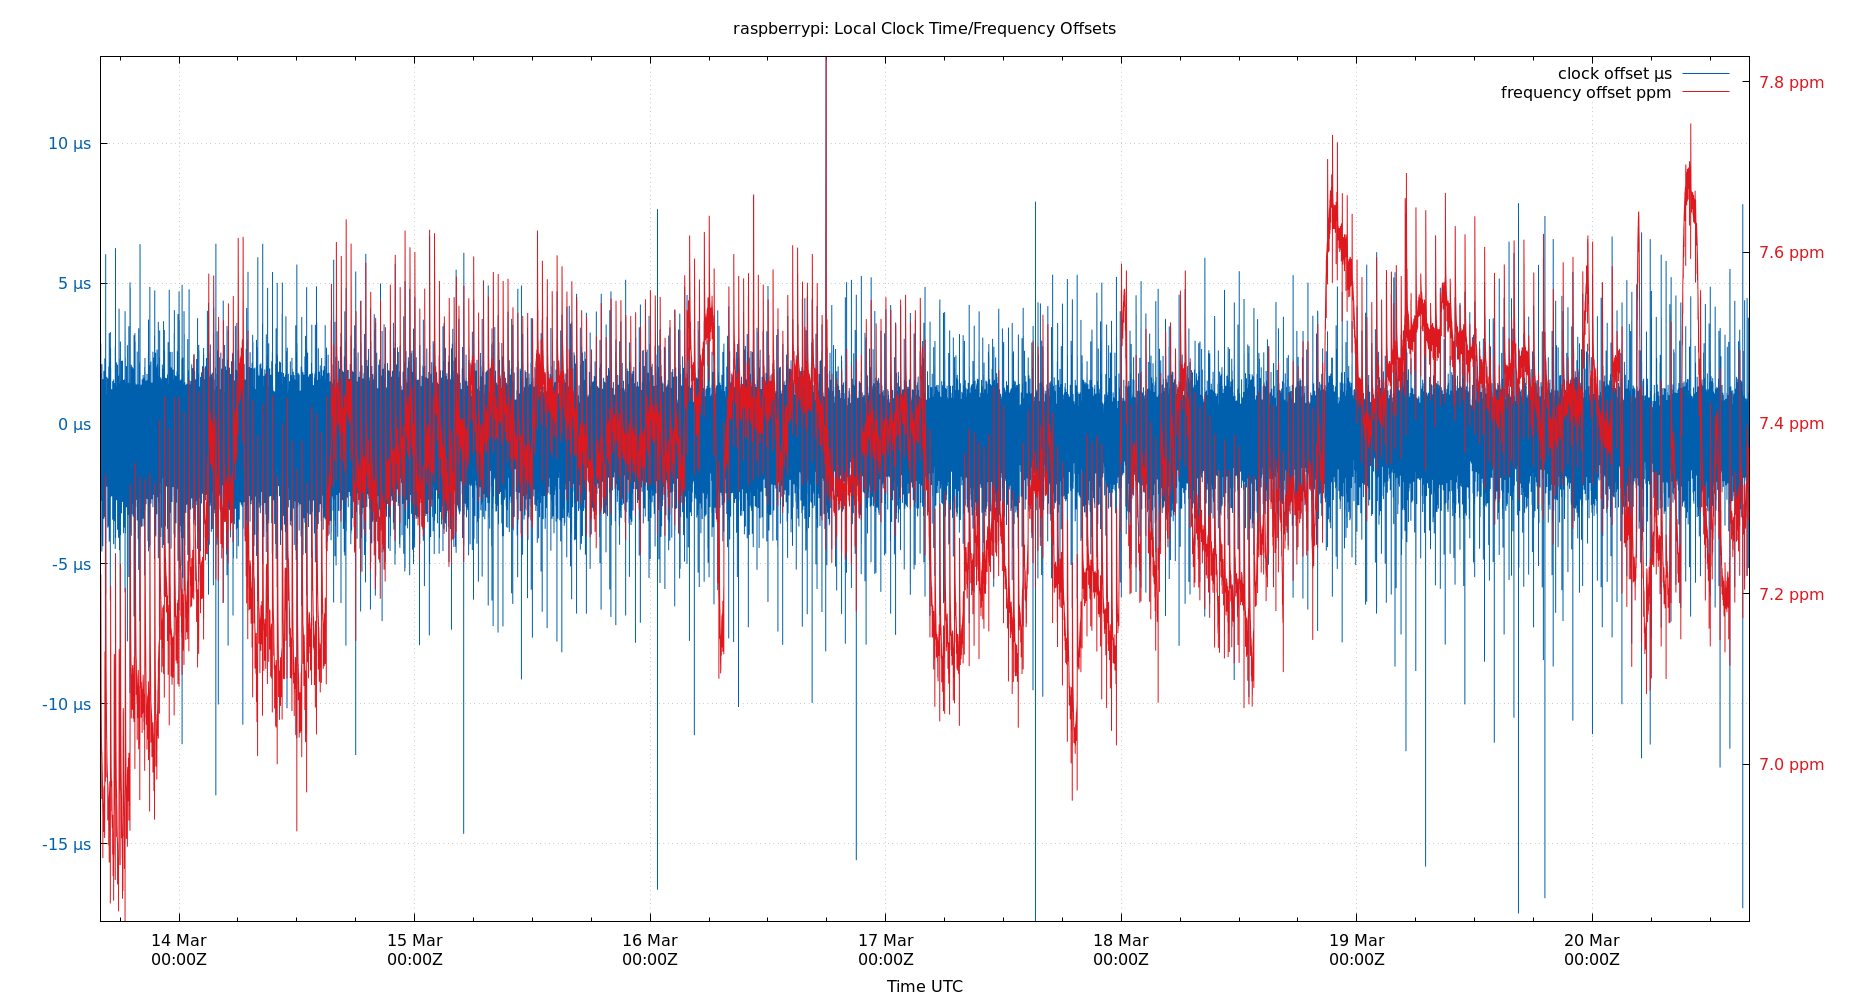 raspberrypi: Local Clock Time/Frequency Offsets
clock offset µs
frequency offset ppm
10 µs
5 µs
0 µs
-5 µs
-10 µs
-15 µs
7.8 ppm
7.6 ppm
7.4 ppm
7.2 ppm
7.0 ppm
14 Mar 15 Mar 16 Mar 17 Mar 18 Mar 19 Mar 20 Mar
00:00Z 00:00Z 00:00Z 00:00Z 00:00Z 00:00Z 00:00Z
Time UTC